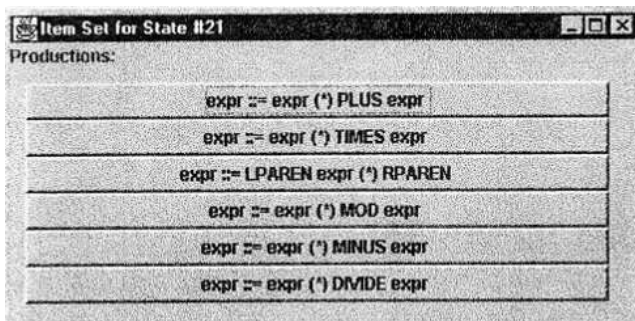 Item Set for State #21
Productions:
expr ::= expr (*) PLUS expr
expr ::= expr (*) TIMES expr
expr ::= LPAREN expr (*) RPAREN
expr ::= expr (*) MOD expr
expr ::= expr (*) MINUS expr
expr ::= expr (*) DIVIDE expr